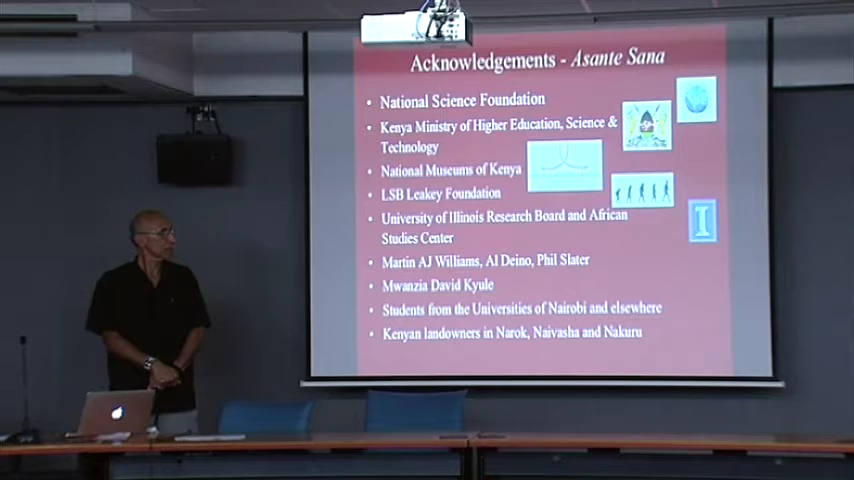 Acknowledgements - Asante Sana
• National Science Foundation
• Kenya Ministry of Higher Education, Science &
Technology
• National Museums of Kenya
• LSB Leakey Foundation
• University of Illinois Research Board and African
Studies Center
• Martin AJ Williams, Al Deino, Phil Slater
• Mwanzia David Kyule
• Students from the Universities of Nairobi and elsewhere
• Kenyan landowners in Narok, Naivasha and Nakuru
I